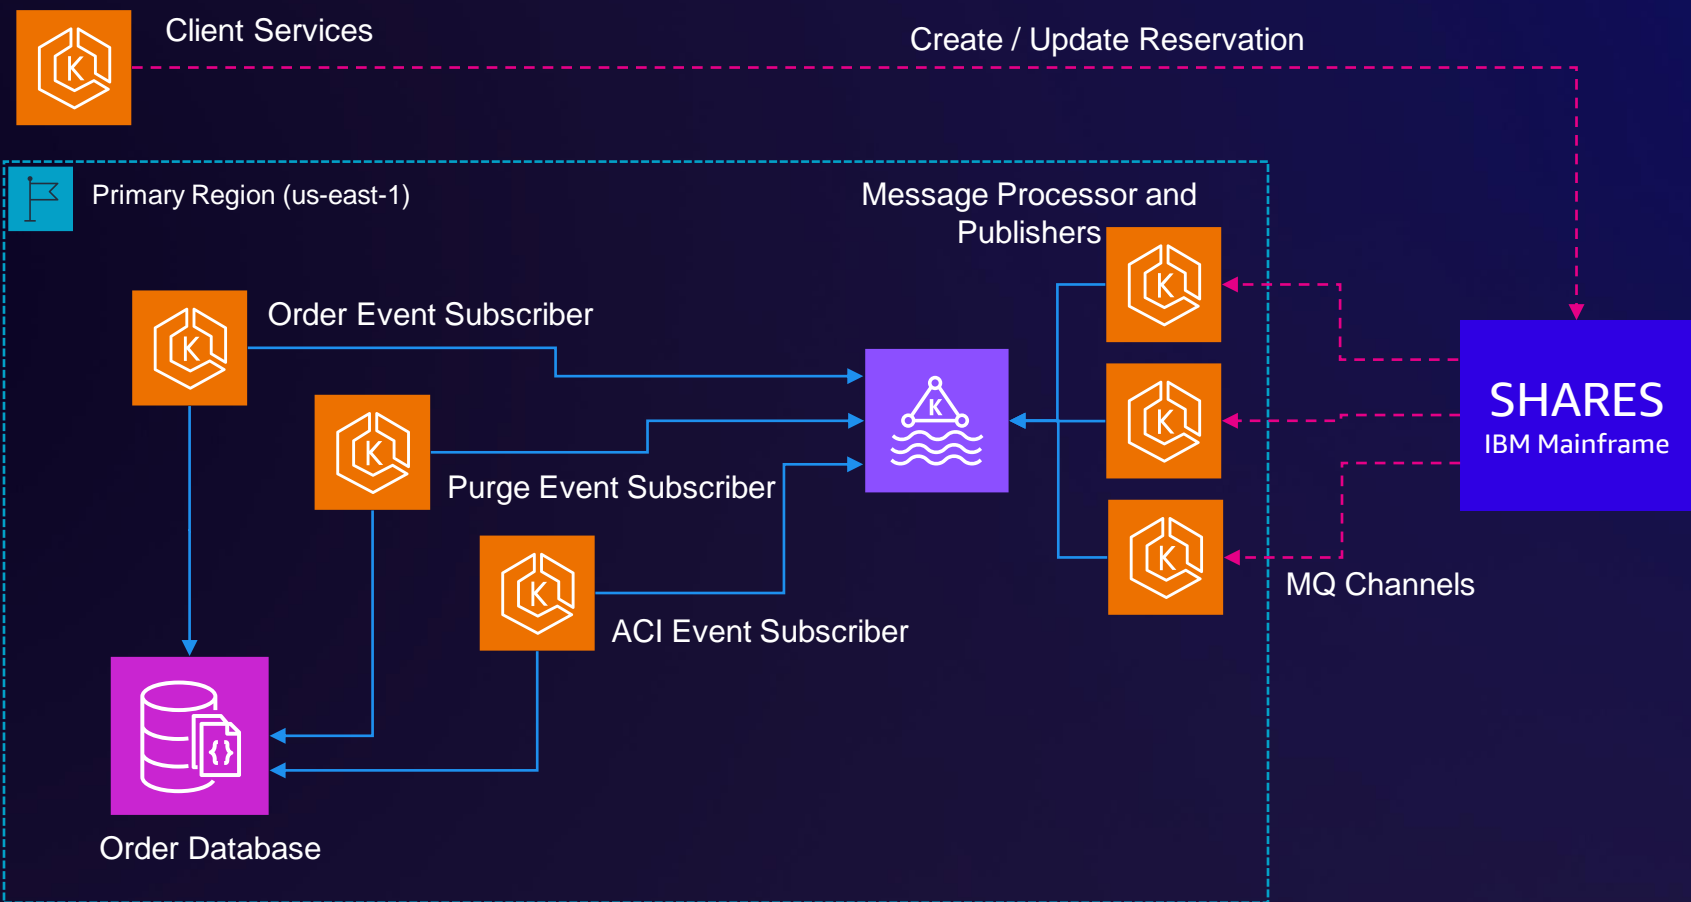 Client Services
Create / Update Reservation
Primary Region (us-east-1)
Message Processor and
Publishers
K
K
Order Event Subscriber
K
K
K
SHARES
IBM Mainframe
K
K
Purge Event Subscriber
K
K
MQ Channels
ACI Event Subscriber
{}
Order Database